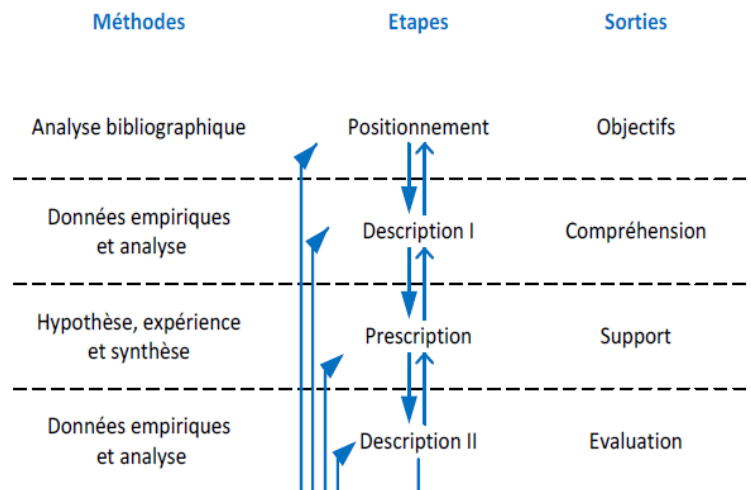 Méthodes Etapes Sorties
Analyse bibliographique Positionnement Objectifs
Données empiriques
et analyse
Description I Compréhension
Hypothèse, expérience
et synthèse
Prescription Support
Données empiriques
et analyse
Description II Evaluation